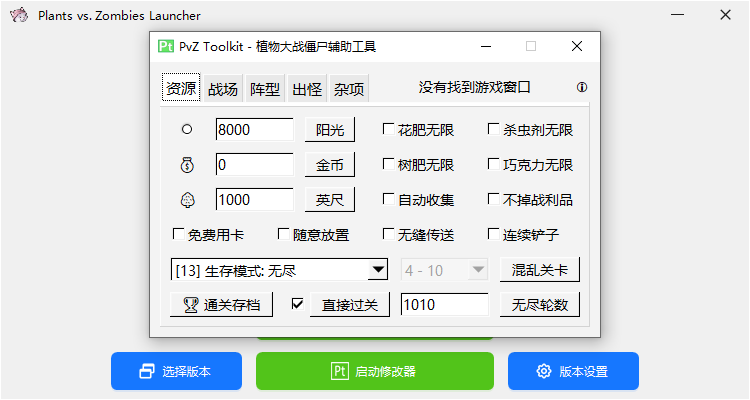 Plants vs. Zombies Launcher
Pt PvZ Toolkit - 植物大战僵尸辅助工具
资源 战场 阵型 出怪 杂项 没有找到游戏窗口
8000 阳光 花肥无限 杀虫剂无限
0 金币 树肥无限 巧克力无限
1000 英尺 自动收集 不掉战利品
免费用卡 随意放置 无缝传送 连续铲子
[13] 生存模式: 无尽 4 - 10 混乱关卡
通关存档 直接过关 1010 无尽轮数
选择版本 Pt 启动修改器 版本设置